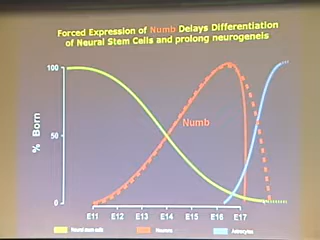 Forced Expression of Numb Delays Differentiation
of Neural Stem Cells and prolong neurogeneis
100
50
0
% Born
Numb
E11 E12 E13 E14 E15 E16 E17
Neural stem cells Neurons Astrocytes